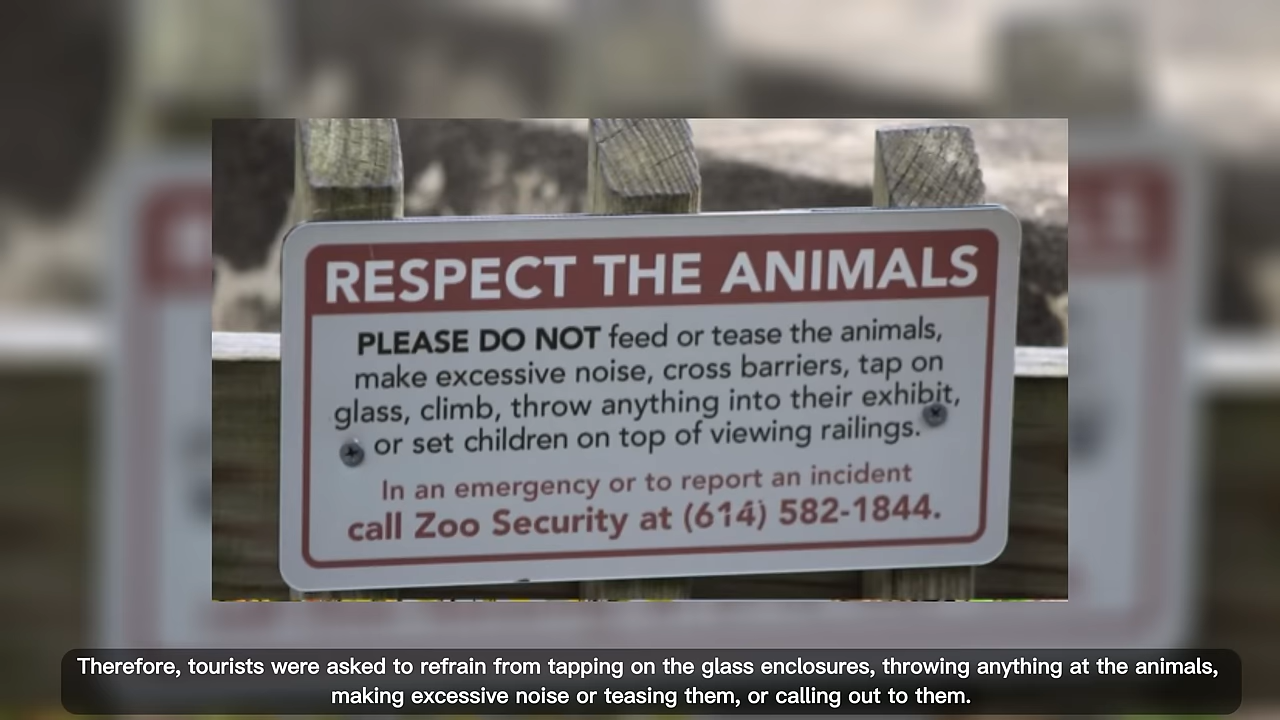 RESPECT THE ANIMALS
PLEASE DO NOT feed or tease the animals,
make excessive noise, cross barriers, tap on
glass, climb, throw anything into their exhibit,
or set children on top of viewing railings.
In an emergency or to report an incident
call Zoo Security at (614) 582-1844.
Therefore, tourists were asked to refrain from tapping on the glass enclosures, throwing anything at the animals,
making excessive noise or teasing them, or calling out to them.